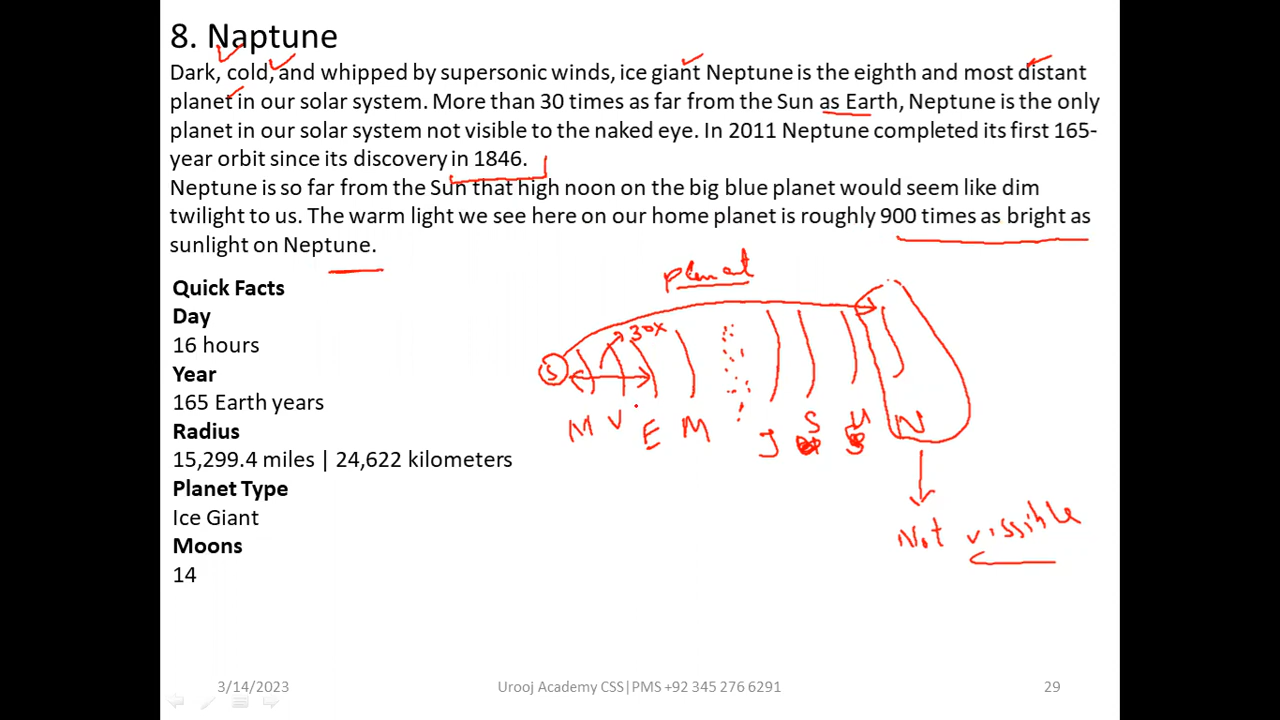 8. Naptune
Dark, cold, and whipped by supersonic winds, ice giant Neptune is the eighth and most distant
planet in our solar system. More than 30 times as far from the Sun as Earth, Neptune is the only
planet in our solar system not visible to the naked eye. In 2011 Neptune completed its first 165-
year orbit since its discovery in 1846.
Neptune is so far from the Sun that high noon on the big blue planet would seem like dim
twilight to us. The warm light we see here on our home planet is roughly 900 times as bright as
sunlight on Neptune.
planet
Quick Facts
Day
16 hours
Year
165 Earth years
Radius
15,299.4 miles | 24,622 kilometers
Planet Type
Ice Giant
Moons
14
30x
S
M V E M J S U N
Not vissible
3/14/2023
Urooj Academy CSS|PMS +92 345 276 6291
29